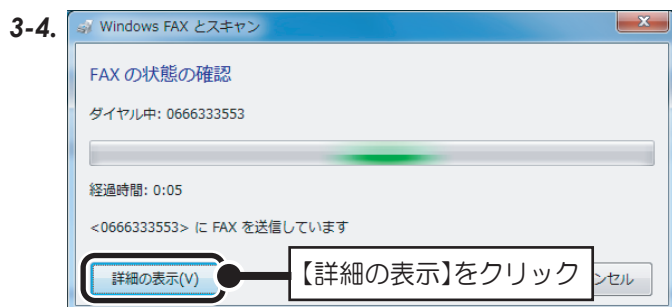 3-4.
Windows FAX とスキャン
FAX の状態の確認
ダイヤル中: 0666333553
経過時間: 0:05
<0666333553> に FAX を送信しています
詳細の表示(V)
【詳細の表示】をクリック
ンセル